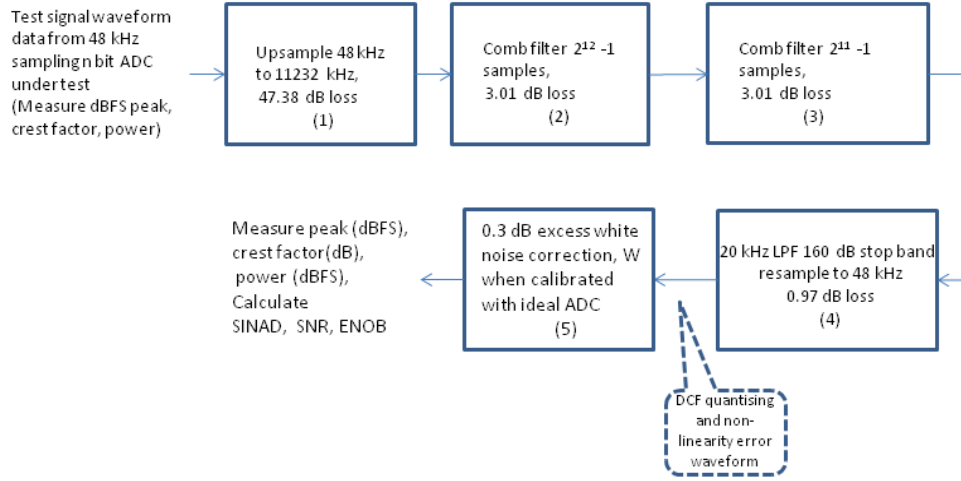 Test signal waveform
data from 48 kHz
sampling n bit ADC
under test
(Measure dBFS peak,
crest factor, power)
Upsample 48 kHz
to 11232 kHz,
47.38 dB loss
(1)
Comb filter 2¹² -1
samples,
3.01 dB loss
(2)
Comb filter 2¹¹ -1
samples,
3.01 dB loss
(3)
20 kHz LPF 160 dB stop band
resample to 48 kHz
0.97 dB loss
(4)
0.3 dB excess white
noise correction, W
when calibrated
with ideal ADC
(5)
Measure peak (dBFS),
crest factor(dB),
power (dBFS),
Calculate
SINAD, SNR, ENOB
DCF quantising
and non-
linearity error
waveform